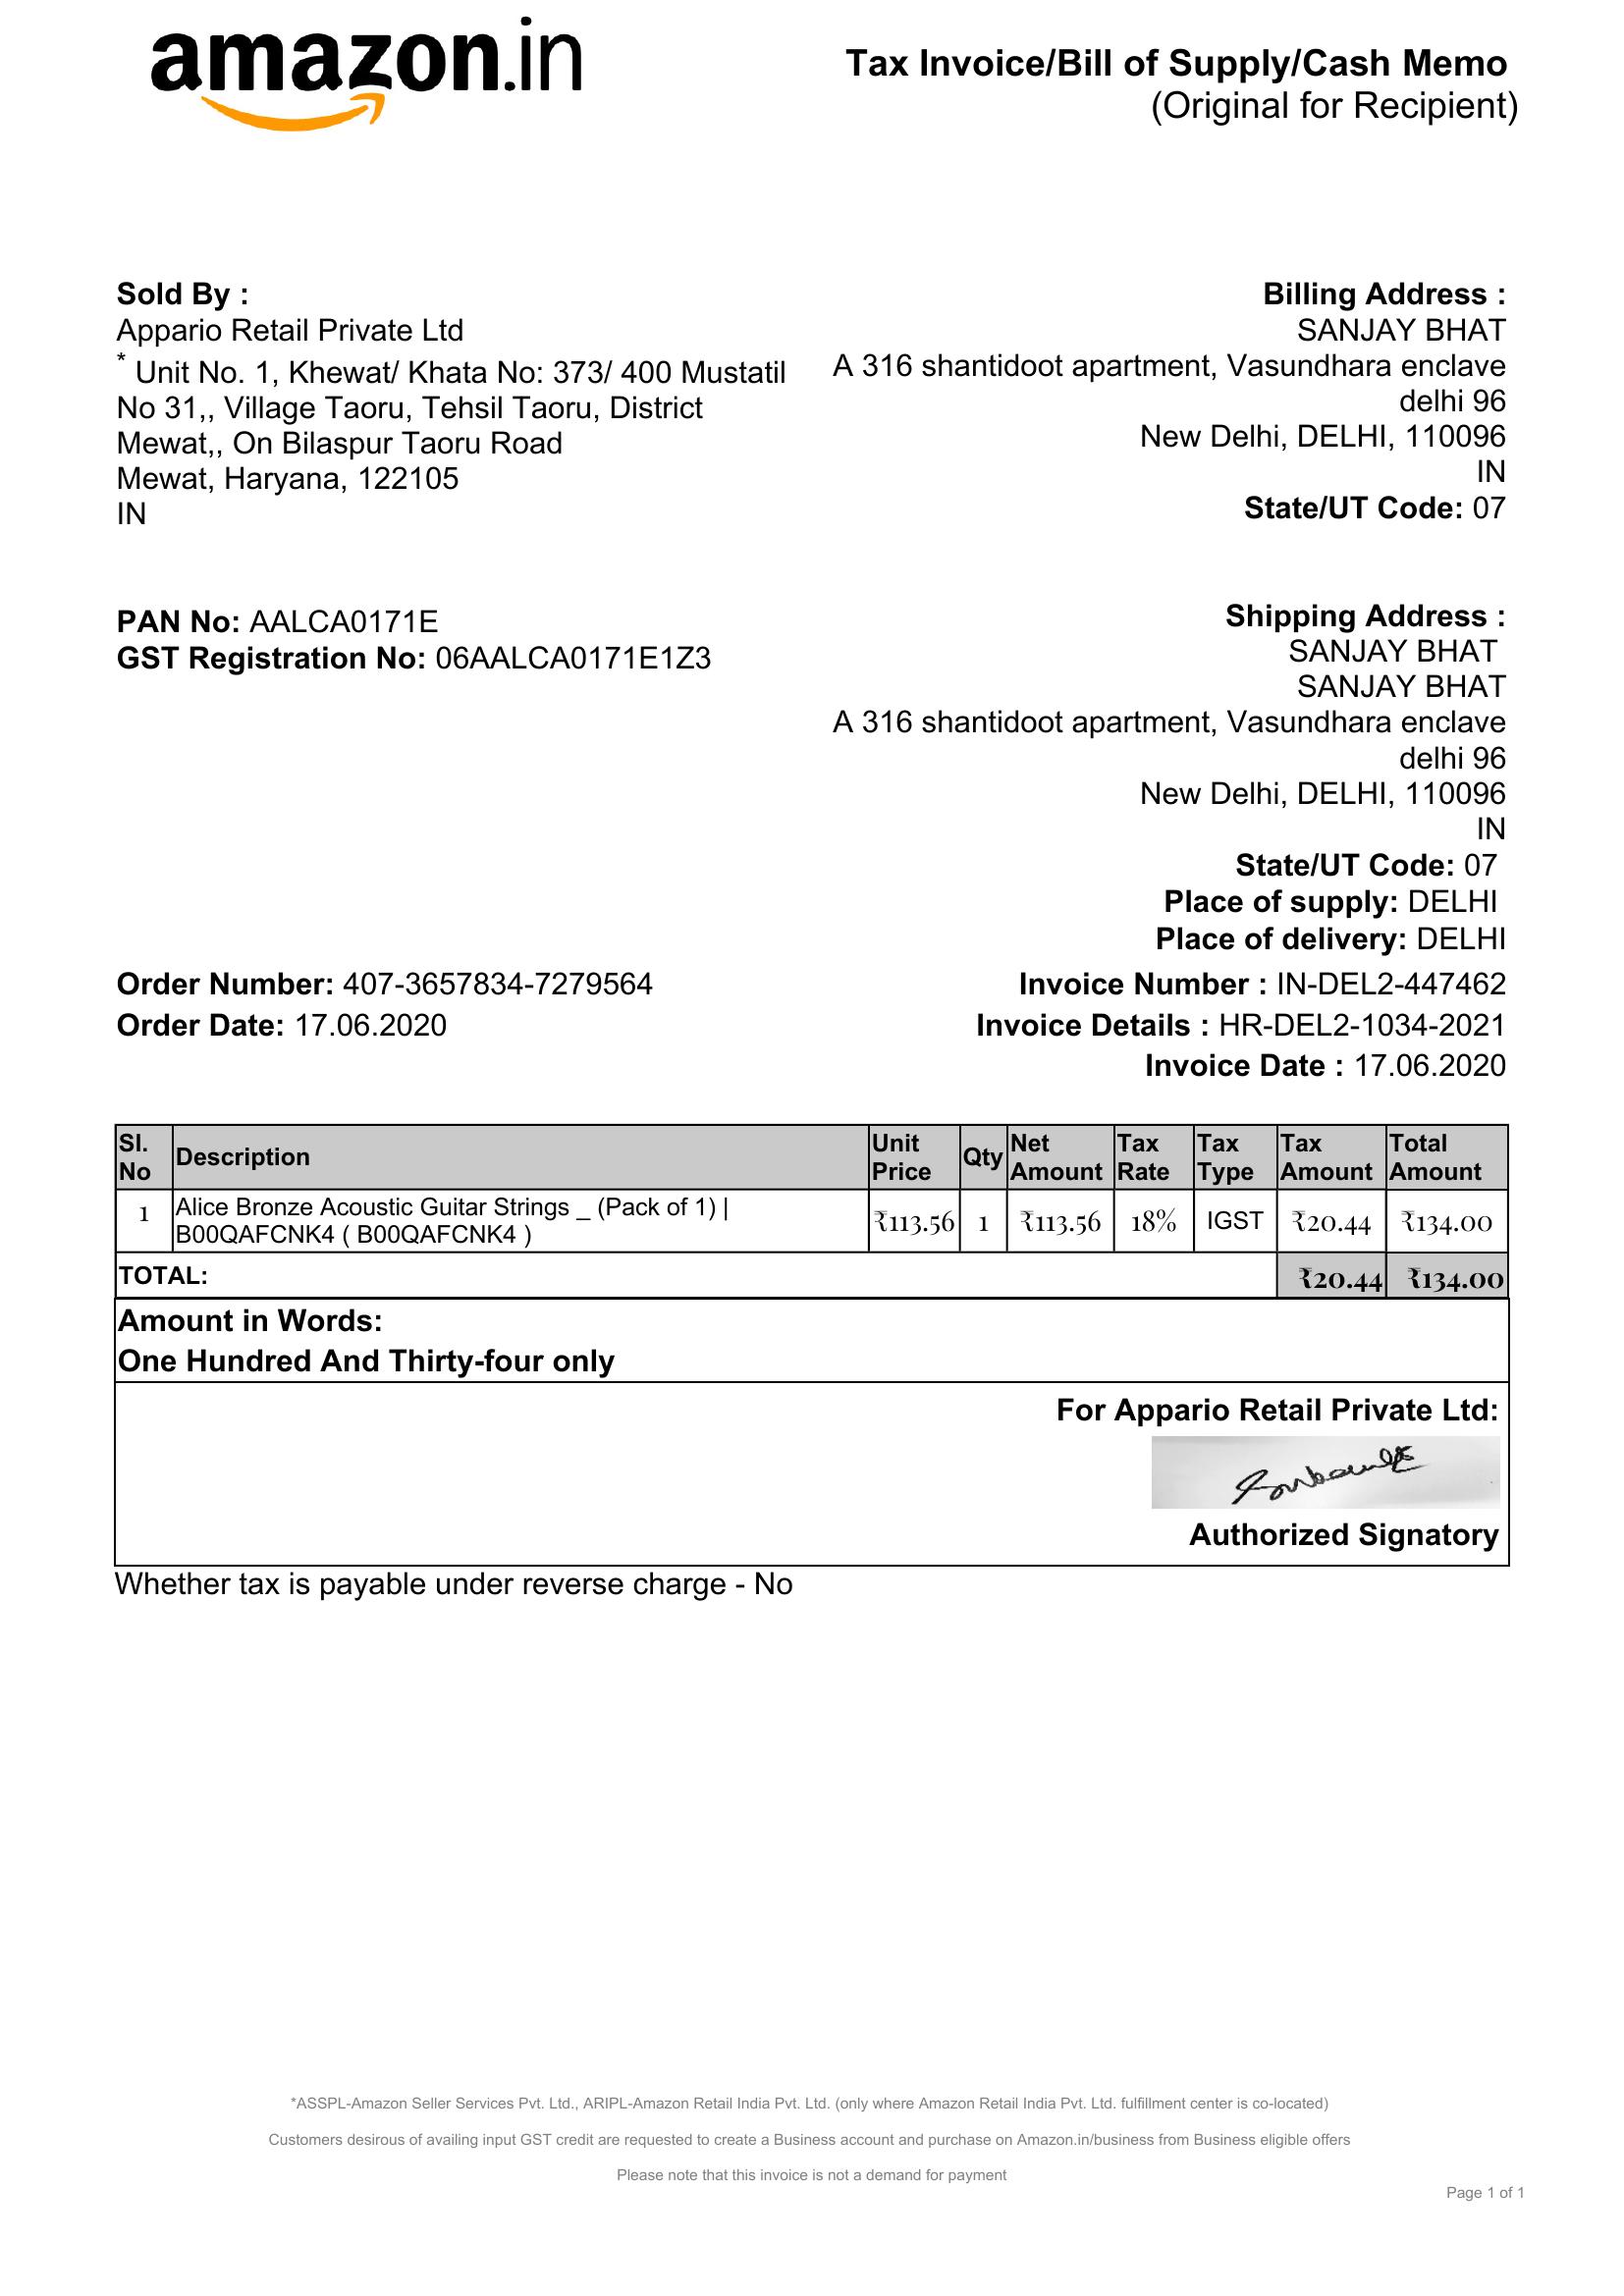 amazon.in
Tax Invoice/Bill of Supply/Cash Memo
(Original for Recipient)
Sold By :
Appario Retail Private Ltd
* Unit No. 1, Khewat/ Khata No: 373/ 400 Mustatil
No 31,, Village Taoru, Tehsil Taoru, District
Mewat,, On Bilaspur Taoru Road
Mewat, Haryana, 122105
IN
Billing Address :
SANJAY BHAT
A 316 shantidoot apartment, Vasundhara enclave
delhi 96
New Delhi, DELHI, 110096
IN
State/UT Code: 07
PAN No: AALCA0171E
GST Registration No: 06AALCA0171E1Z3
Shipping Address :
SANJAY BHAT
SANJAY BHAT
A 316 shantidoot apartment, Vasundhara enclave
delhi 96
New Delhi, DELHI, 110096
IN
State/UT Code: 07
Place of supply: DELHI
Place of delivery: DELHI
Order Number: 407-3657834-7279564
Order Date: 17.06.2020
Invoice Number : IN-DEL2-447462
Invoice Details : HR-DEL2-1034-2021
Invoice Date : 17.06.2020
Sl. No Description Unit Price Qty Net Amount Tax Rate Tax Type Tax Amount Total Amount
1 Alice Bronze Acoustic Guitar Strings _ (Pack of 1) |
B00QAFCNK4 ( B00QAFCNK4 ) ₹113.56 1 ₹113.56 18% IGST ₹20.44 ₹134.00
TOTAL: ₹20.44 ₹134.00
Amount in Words:
One Hundred And Thirty-four only
For Appario Retail Private Ltd:
Authorized Signatory
Whether tax is payable under reverse charge - No
*ASSPL-Amazon Seller Services Pvt. Ltd., ARIPL-Amazon Retail India Pvt. Ltd. (only where Amazon Retail India Pvt. Ltd. fulfillment center is co-located)
Customers desirous of availing input GST credit are requested to create a Business account and purchase on Amazon.in/business from Business eligible offers
Please note that this invoice is not a demand for payment
Page 1 of 1